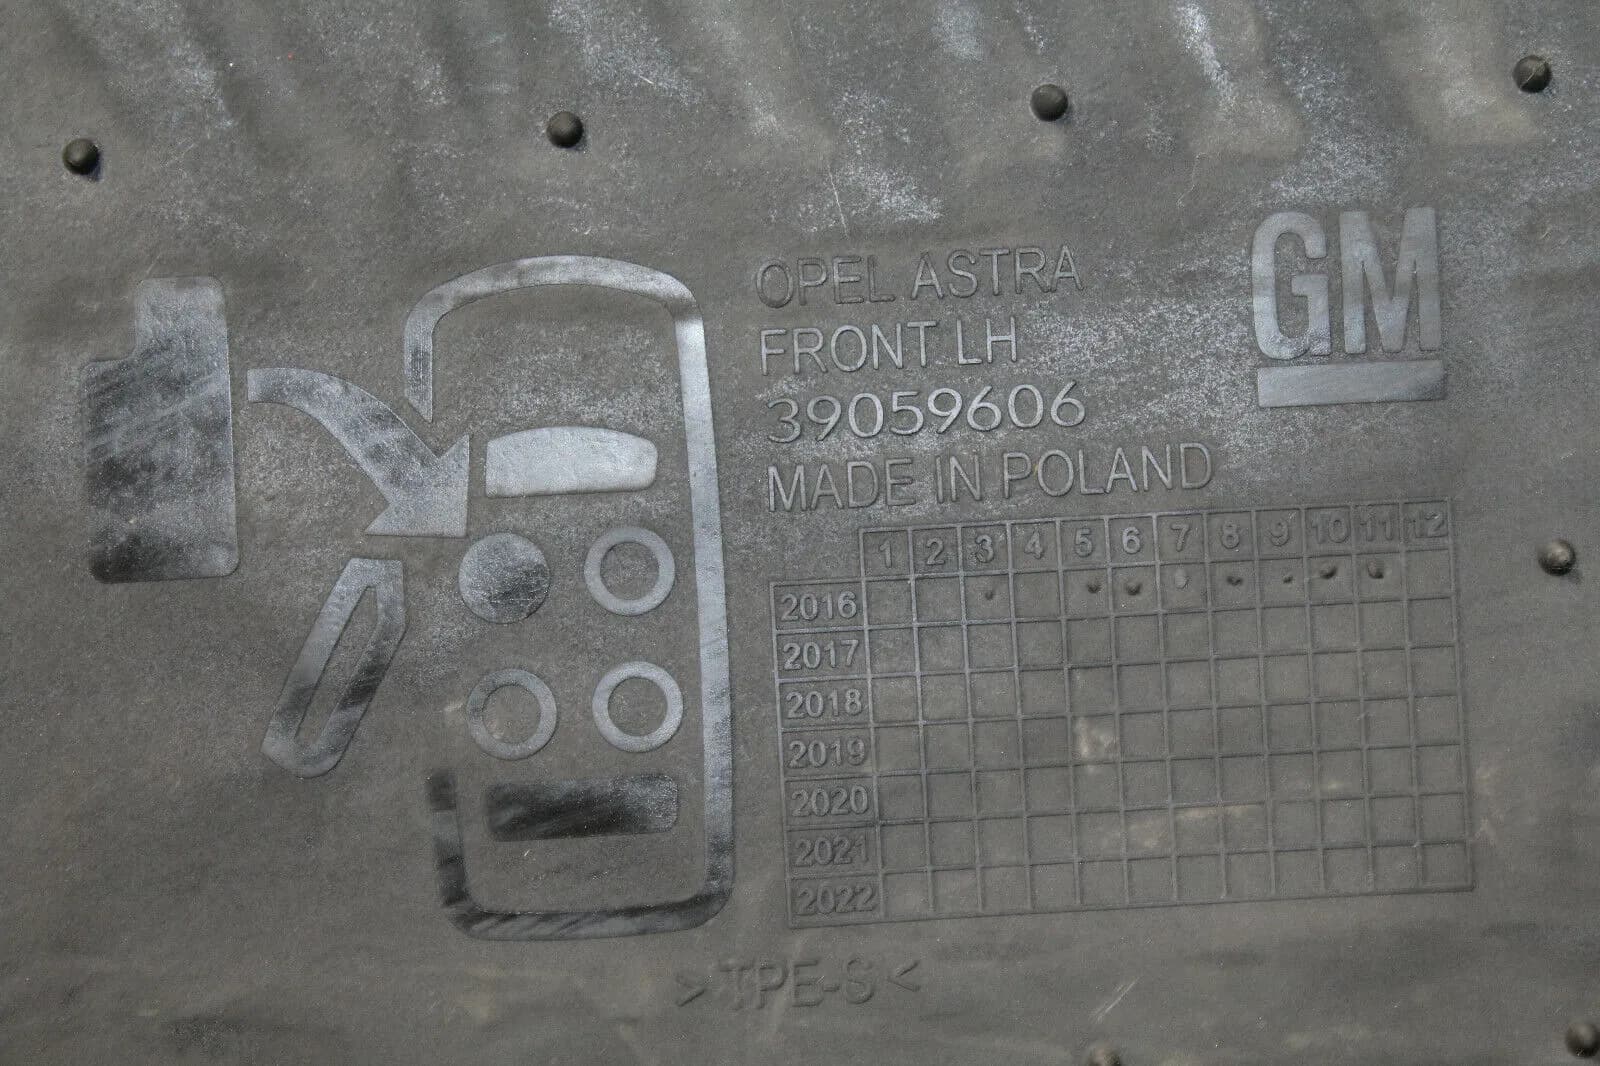 OPEL ASTRA
GM
FRONT LH
39059606
MADE IN POLAND
1 2 3 4 5 6 7 8 9 10 11 12
2016
2017
2018
2019
2020
2021
2022
> TPE-S <